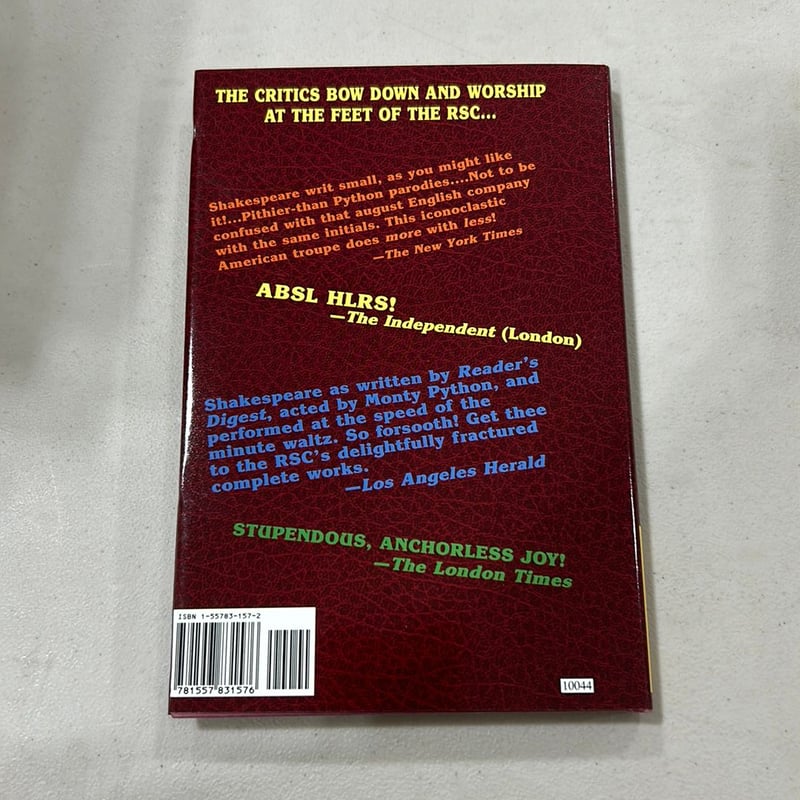 THE CRITICS BOW DOWN AND WORSHIP
AT THE FEET OF THE RSC...
Shakespeare writ small, as you might like
it!...Pithier-than Python parodies....Not to be
confused with that august English company
with the same initials. This iconoclastic
American troupe does more with less!
—The New York Times
ABSL HLRS!
—The Independent (London)
Shakespeare as written by Reader's
Digest, acted by Monty Python, and
performed at the speed of the
minute waltz. So forsooth! Get thee
to the RSC's delightfully fractured
complete works.
—Los Angeles Herald
STUPENDOUS, ANCHORLESS JOY!
—The London Times
ISBN 1-55783-157-2
781557 831576
10044